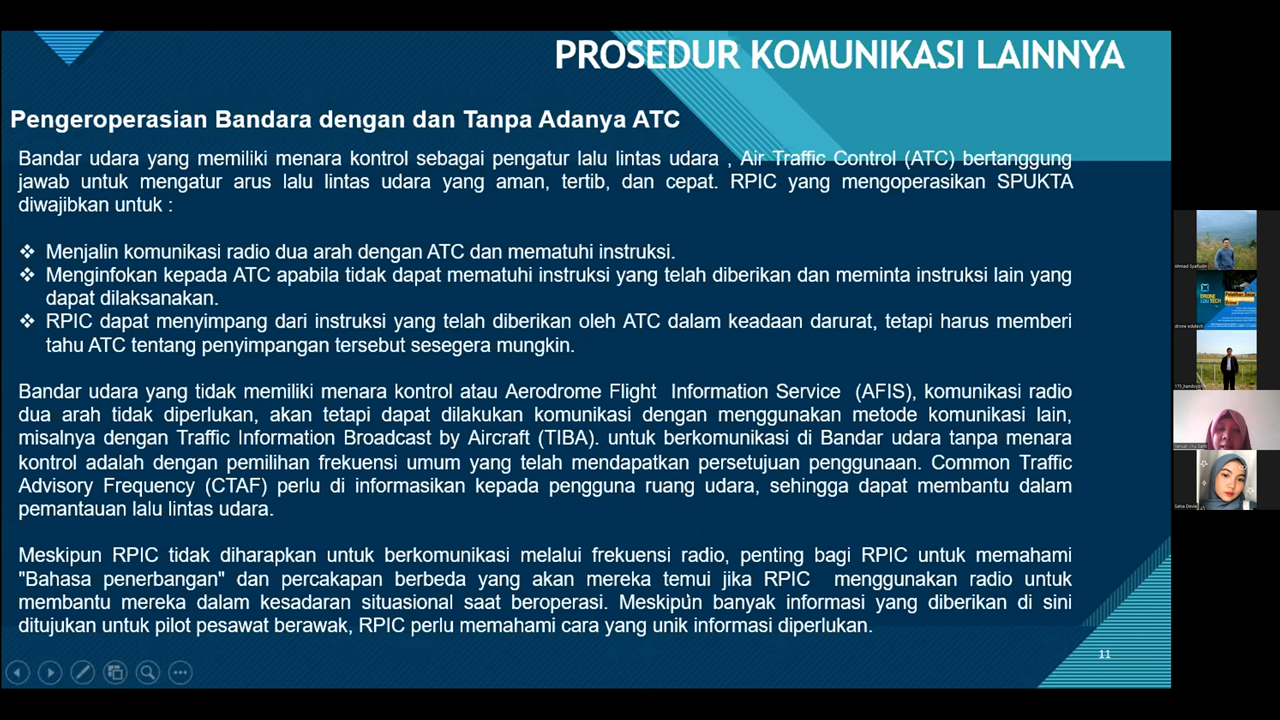 PROSEDUR KOMUNIKASI LAINNYA
Pengeroperasian Bandara dengan dan Tanpa Adanya ATC
Bandar udara yang memiliki menara kontrol sebagai pengatur lalu lintas udara , Air Traffic Control (ATC) bertanggung
jawab untuk mengatur arus lalu lintas udara yang aman, tertib, dan cepat. RPIC yang mengoperasikan SPUKTA
diwajibkan untuk :
❖ Menjalin komunikasi radio dua arah dengan ATC dan mematuhi instruksi.
❖ Menginfokan kepada ATC apabila tidak dapat mematuhi instruksi yang telah diberikan dan meminta instruksi lain yang
dapat dilaksanakan.
❖ RPIC dapat menyimpang dari instruksi yang telah dibarikan oleh ATC dalam keadaan darurat, tetapi harus memberi
tahu ATC tentang penyimpangan tersebut sesegera mungkin.
Bandar udara yang tidak memiliki menara kontrol atau Aerodrome Flight Information Service (AFIS), komunikasi radio
dua arah tidak diperlukan, akan tetapi dapat dilakukan komunikasi dengan menggunakan metode komunikasi lain,
misalnya dengan Traffic Information Broadcast by Aircraft (TIBA). untuk berkomunikasi di Bandar udara tanpa menara
kontrol adalah dengan pemilihan frekuensi umum yang telah mendapatkan persetujuan penggunaan. Common Traffic
Advisory Frequency (CTAF) perlu di informasikan kepada pengguna ruang udara, sehingga dapat membantu dalam
pemantauan lalu lintas udara.
Meskipun RPIC tidak diharapkan untuk berkomunikasi melalui frekuensi radio, penting bagi RPIC untuk memahami
"Bahasa penerbangan" dan percakapan berbeda yang akan mereka temui jika RPIC menggunakan radio untuk
membantu mereka dalam kesadaran situasional saat beroperasi. Meskipun banyak informasi yang diberikan di sini
ditujukan untuk pilot pesawat berawak, RPIC perlu memahami cara yang unik informasi diperlukan.
11
Ahmad Syaifudin
DRONE
EDUTECH
drone edutech
Salsa Devia